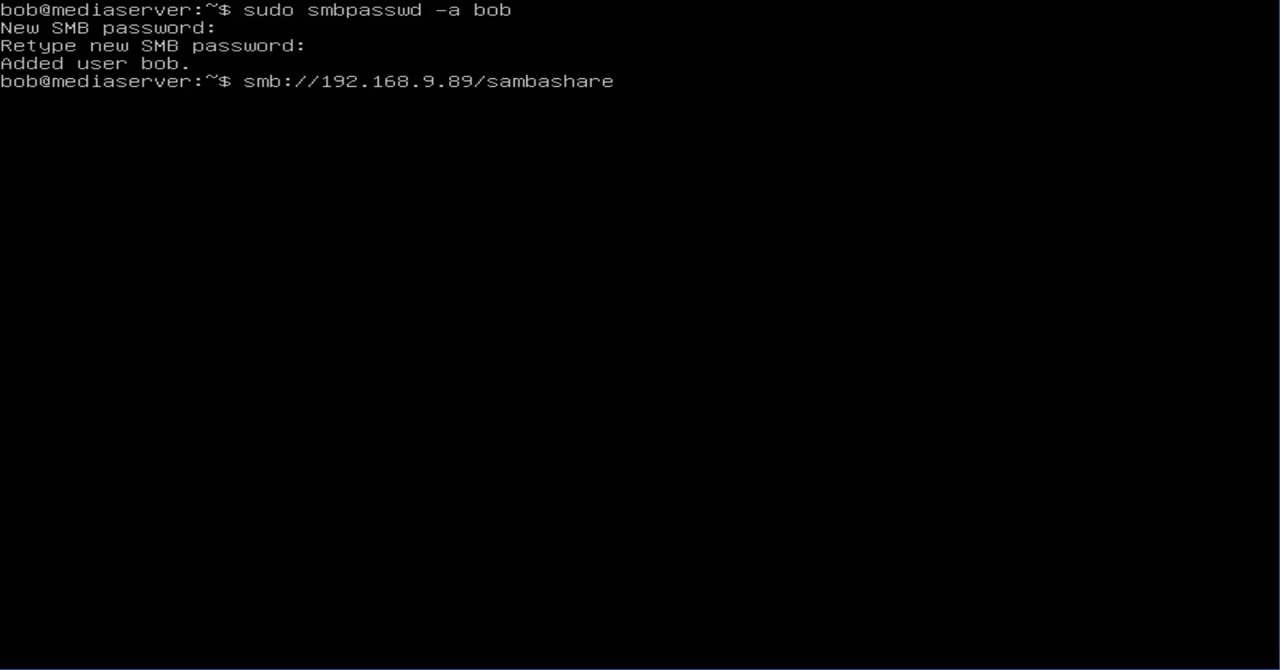 bob@mediaserver:~$ sudo smbpasswd -a bob
New SMB password:
Retype new SMB password:
Added user bob.
bob@mediaserver:~$ smb://192.168.9.89/sambashare